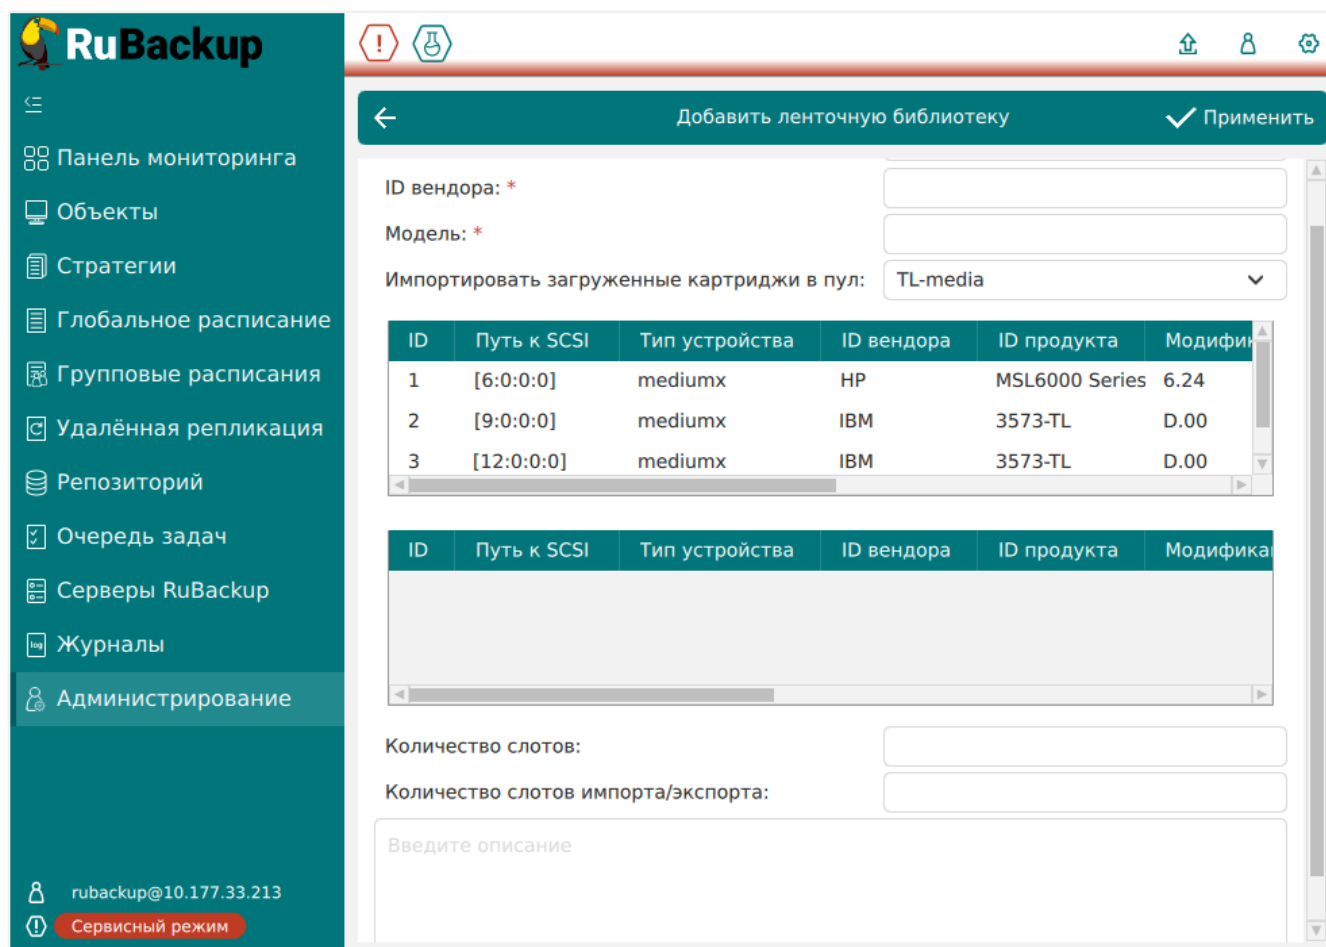 RuBackup
Добавить ленточную библиотеку
Применить
Панель мониторинга
Объекты
Стратегии
Глобальное расписание
Групповые расписания
Удалённая репликация
Репозиторий
Очередь задач
Серверы RuBackup
log Журналы
Администрирование
rubackup@10.177.33.213
Сервисный режим
ID вендора: *
Модель: *
Импортировать загруженные картриджи в пул: TL-media
ID Путь к SCSI Тип устройства ID вендора ID продукта Модифик
1 [6:0:0:0] mediumx HP MSL6000 Series 6.24
2 [9:0:0:0] mediumx IBM 3573-TL D.00
3 [12:0:0:0] mediumx IBM 3573-TL D.00
ID Путь к SCSI Тип устройства ID вендора ID продукта Модифика
Количество слотов:
Количество слотов импорта/экспорта:
Введите описание